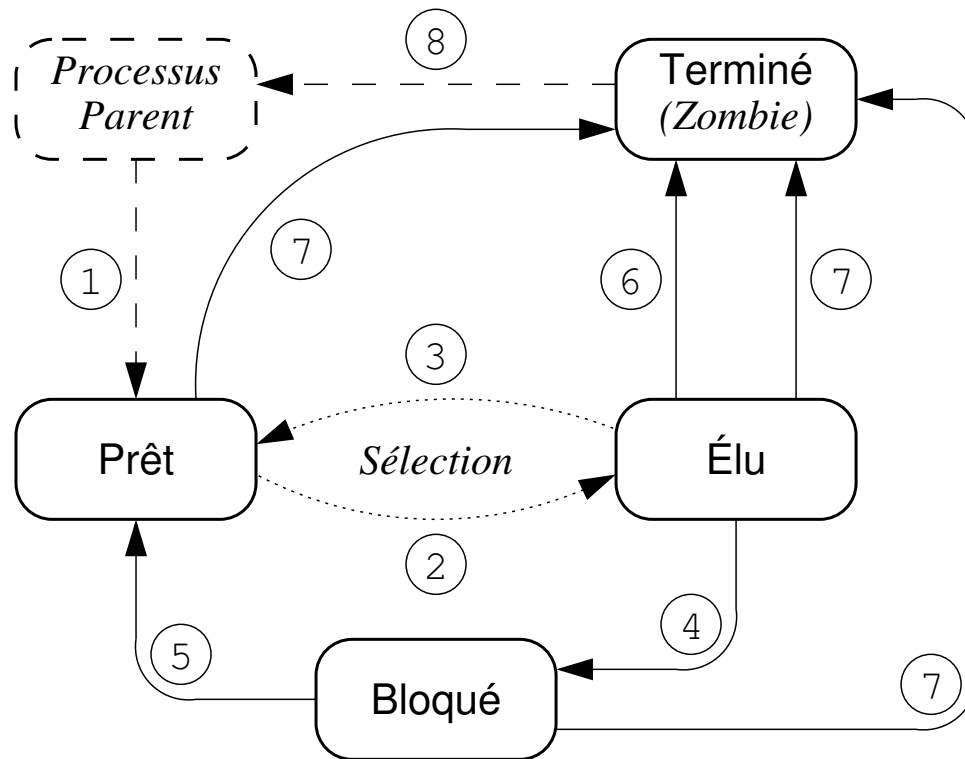 8
Processus
Parent
Terminé
(Zombie)
1
7
6
7
3
Prêt
Sélection
Élu
2
5
4
Bloqué
7